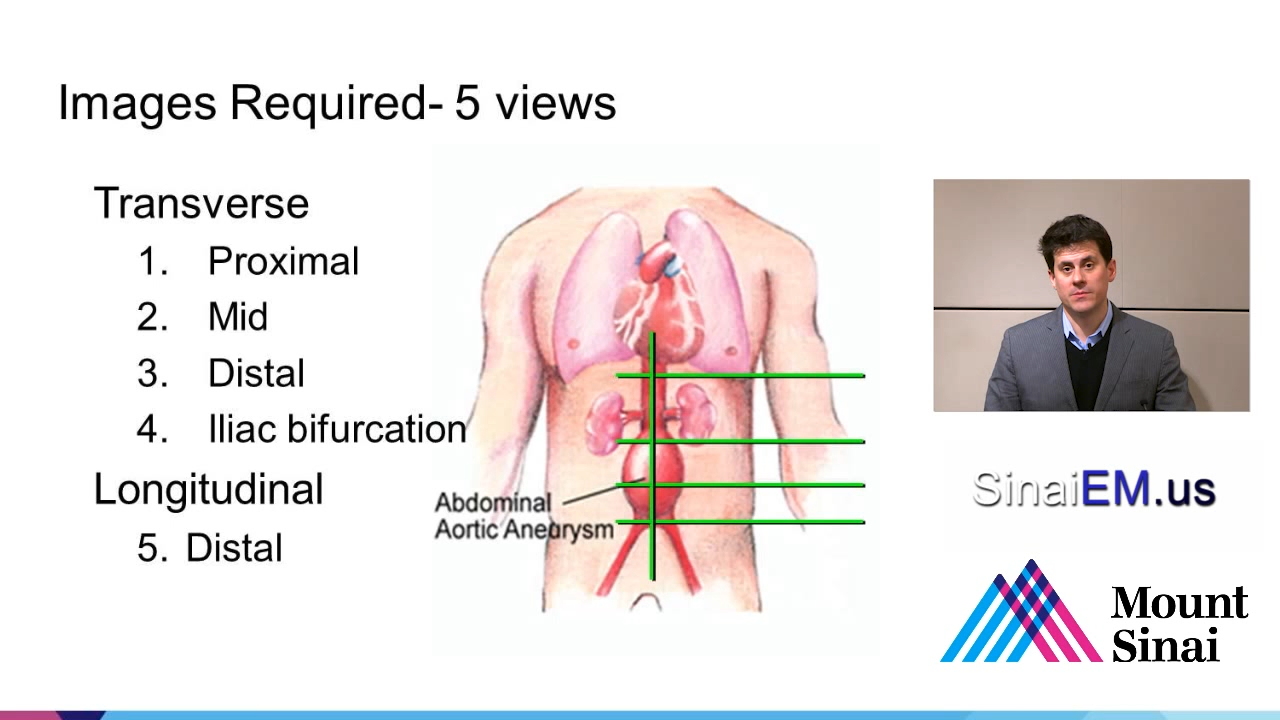 Images Required- 5 views
Transverse
1. Proximal
2. Mid
3. Distal
4. Iliac bifurcation
Longitudinal
5. Distal
Abdominal
Aortic Aneurysm
SinaiEM.us
Mount
Sinai